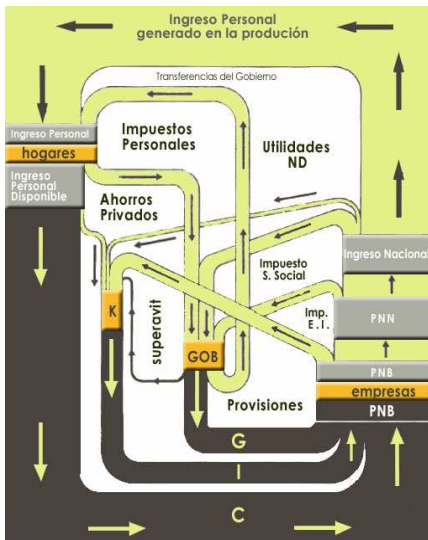 Ingreso Personal
generado en la produción
Transferencias del Gobierno
Ingreso Personal
hogares
Ingreso
Personal
Disponible
Impuestos
Personales
Utilidades
ND
Ahorros
Privados
Impuesto
S. Social
Ingreso Nacional
K
superavit
GOB
Imp.
E.I.
PNN
PNB
empresas
PNB
Provisiones
G
I
C